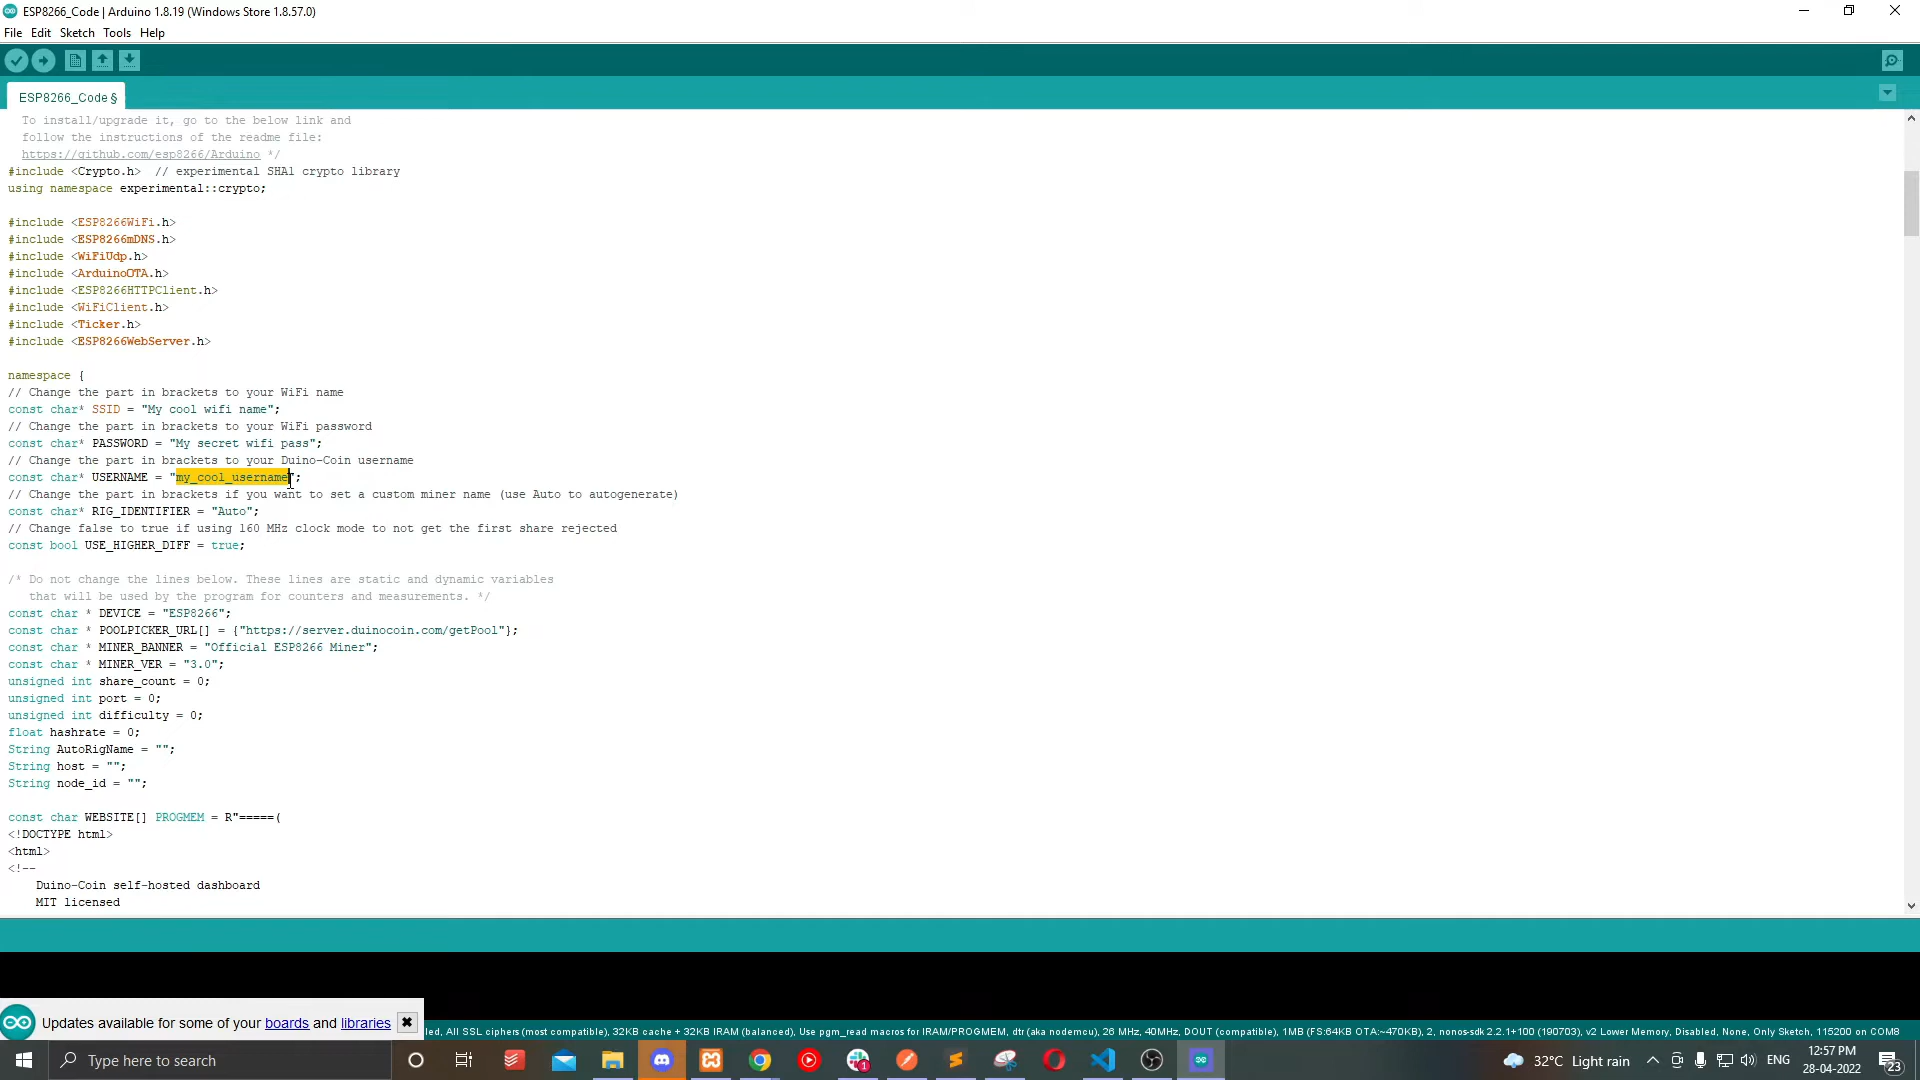 ESP8266_Code | Arduino 1.8.19 (Windows Store 1.8.57.0)
File Edit Sketch Tools Help
ESP8266_Code §
To install/upgrade it, go to the below link and
follow the instructions of the readme file:
https://github.com/esp8266/Arduino */
#include <Crypto.h>  // experimental SHA1 crypto library
using namespace experimental::crypto;
#include <ESP8266WiFi.h>
#include <ESP8266mDNS.h>
#include <WiFiUdp.h>
#include <ArduinoOTA.h>
#include <ESP8266HTTPClient.h>
#include <WiFiClient.h>
#include <Ticker.h>
#include <ESP8266WebServer.h>
namespace {
// Change the part in brackets to your WiFi name
const char* SSID = "My cool wifi name";
// Change the part in brackets to your WiFi password
const char* PASSWORD = "My secret wifi pass";
// Change the part in brackets to your Duino-Coin username
const char* USERNAME = "my_cool_username";
// Change the part in brackets if you want to set a custom miner name (use Auto to autogenerate)
const char* RIG_IDENTIFIER = "Auto";
// Change false to true if using 160 MHz clock mode to not get the first share rejected
const bool USE_HIGHER_DIFF = true;
/* Do not change the lines below. These lines are static and dynamic variables
that will be used by the program for counters and measurements. */
const char * DEVICE = "ESP8266";
const char * POOLPICKER_URL[] = {"https://server.duinocoin.com/getPool"};
const char * MINER_BANNER = "Official ESP8266 Miner";
const char * MINER_VER = "3.0";
unsigned int share_count = 0;
unsigned int port = 0;
unsigned int difficulty = 0;
float hashrate = 0;
String AutoRigName = "";
String host = "";
String node_id = "";
const char WEBSITE[] PROGMEM = R"=====(
<!DOCTYPE html>
<html>
<!--
Duino-Coin self-hosted dashboard
MIT licensed
Updates available for some of your boards and libraries
led, All SSL ciphers (most compatible), 32KB cache + 32KB IRAM (balanced), Use pgm_read macros for IRAM/PROGMEM, dtr (aka nodemcu), 26 MHz, 40MHz, DOUT (compatible), 1MB (FS:64KB OTA:~470KB), 2, nonos-sdk 2.2.1+100 (190703), v2 Lower Memory, Disabled, None, Only Sketch, 115200 on COM8
Type here to search
1
32°C Light rain
ENG
12:57 PM
28-04-2022
23